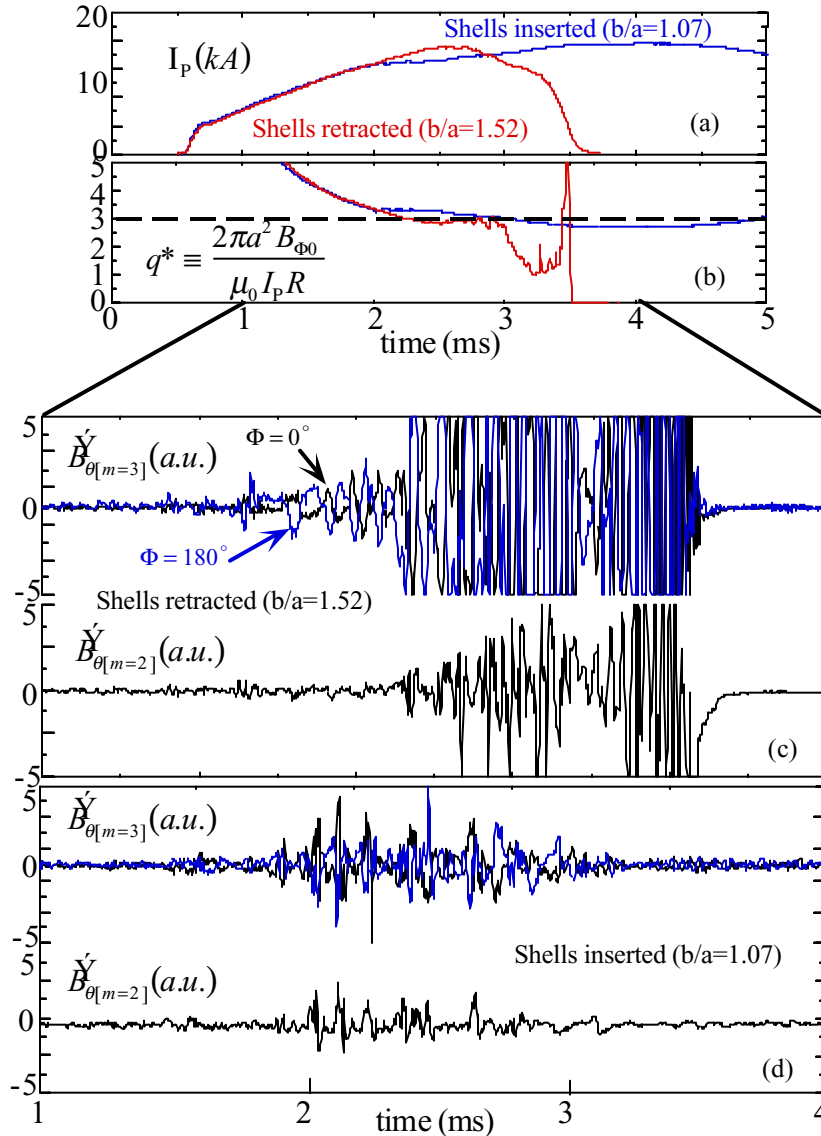 20
10
0
I_P (kA)
Shells inserted (b/a=1.07)
Shells retracted (b/a=1.52)
(a)
5
4
3
2
1
0
q* ≡ 2πa² B_Φ0 / μ₀ I_P R
(b)
0 1 2 3 4 5
time (ms)
5
0
-5
B_θ[m=3] (a.u.)
Φ = 0°
Φ = 180°
Shells retracted (b/a=1.52)
5
0
-5
B_θ[m=2] (a.u.)
(c)
5
0
-5
B_θ[m=3] (a.u.)
Shells inserted (b/a=1.07)
5
0
-5
B_θ[m=2] (a.u.)
(d)
1 2 3 4
time (ms)